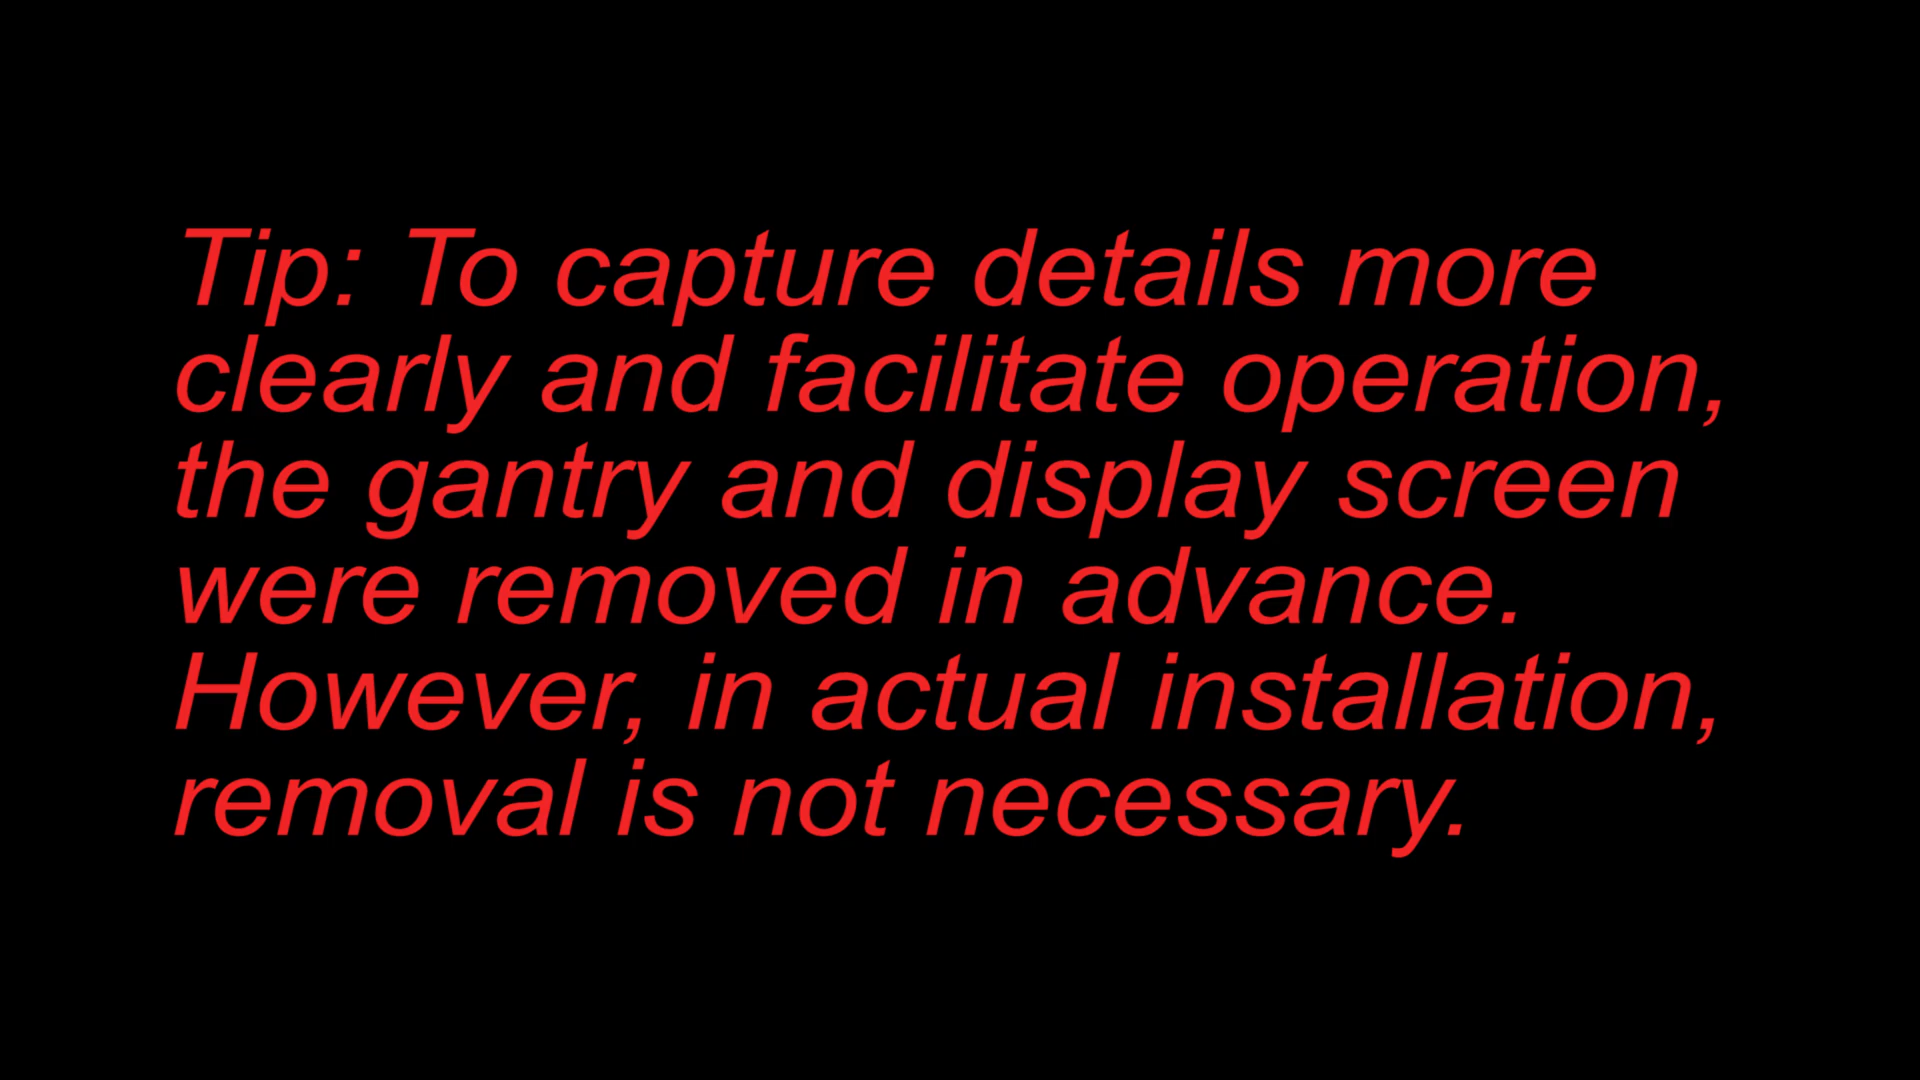 Tip: To capture details more
clearly and facilitate operation,
the gantry and display screen
were removed in advance.
However, in actual installation,
removal is not necessary.